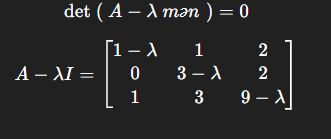 det ( A − λ mən ) = 0
A − λI = [ 1 − λ 1 2
0 3 − λ 2
1 3 9 − λ ]